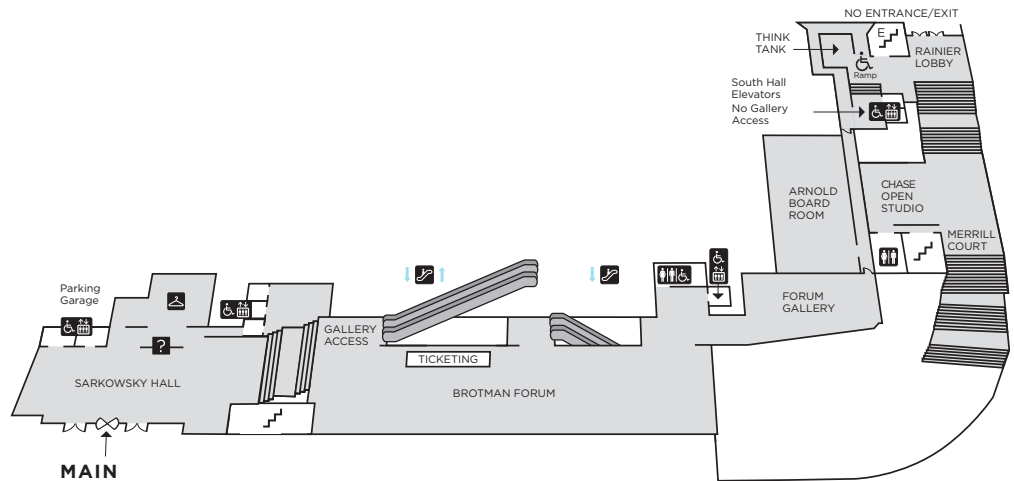 NO ENTRANCE/EXIT
THINK
TANK
E
RAINIER
LOBBY
Ramp
South Hall
Elevators
No Gallery
Access
ARNOLD
BOARD
ROOM
CHASE
OPEN
STUDIO
MERRILL
COURT
Parking
Garage
?
GALLERY
ACCESS
FORUM
GALLERY
TICKETING
SARKOWSKY HALL
BROTMAN FORUM
MAIN